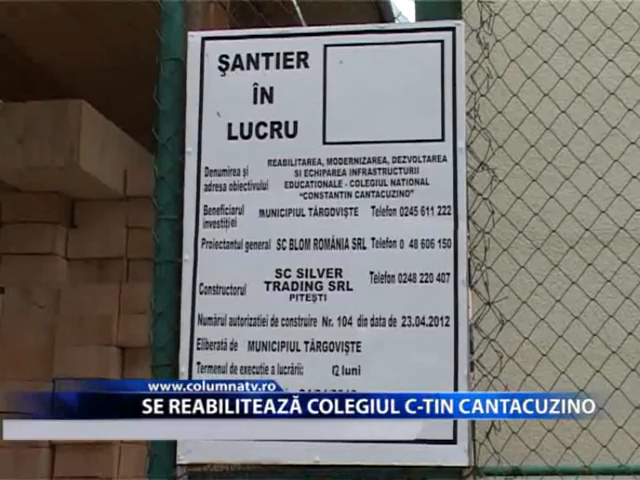 ŞANTIER
ÎN
LUCRU
Denumirea şi
adresa obiectivului
REABILITAREA, MODERNIZAREA, DEZVOLTAREA
SI ECHIPAREA INFRASTRUCTURII
EDUCATIONALE - COLEGIUL NATIONAL
"CONSTANTIN CANTACUZINO"
Beneficiarul
investiţiei
MUNICIPIUL TÂRGOVIŞTE Telefon 0245 611 222
Proiectantul general SC BLOM ROMÂNIA SRL Telefon 0 48 606 150
Constructorul
SC SILVER
TRADING SRL
PITEŞTI
Telefon 0248 220 407
Numărul autorizatiei de construire Nr. 104 din data de 23.04.2012
Eliberată de MUNICIPIUL TÂRGOVIŞTE
Termenul de execuţie a lucrării: 12 luni
www.columnatv.ro
SE REABILITEAZĂ COLEGIUL C-TIN CANTACUZINO